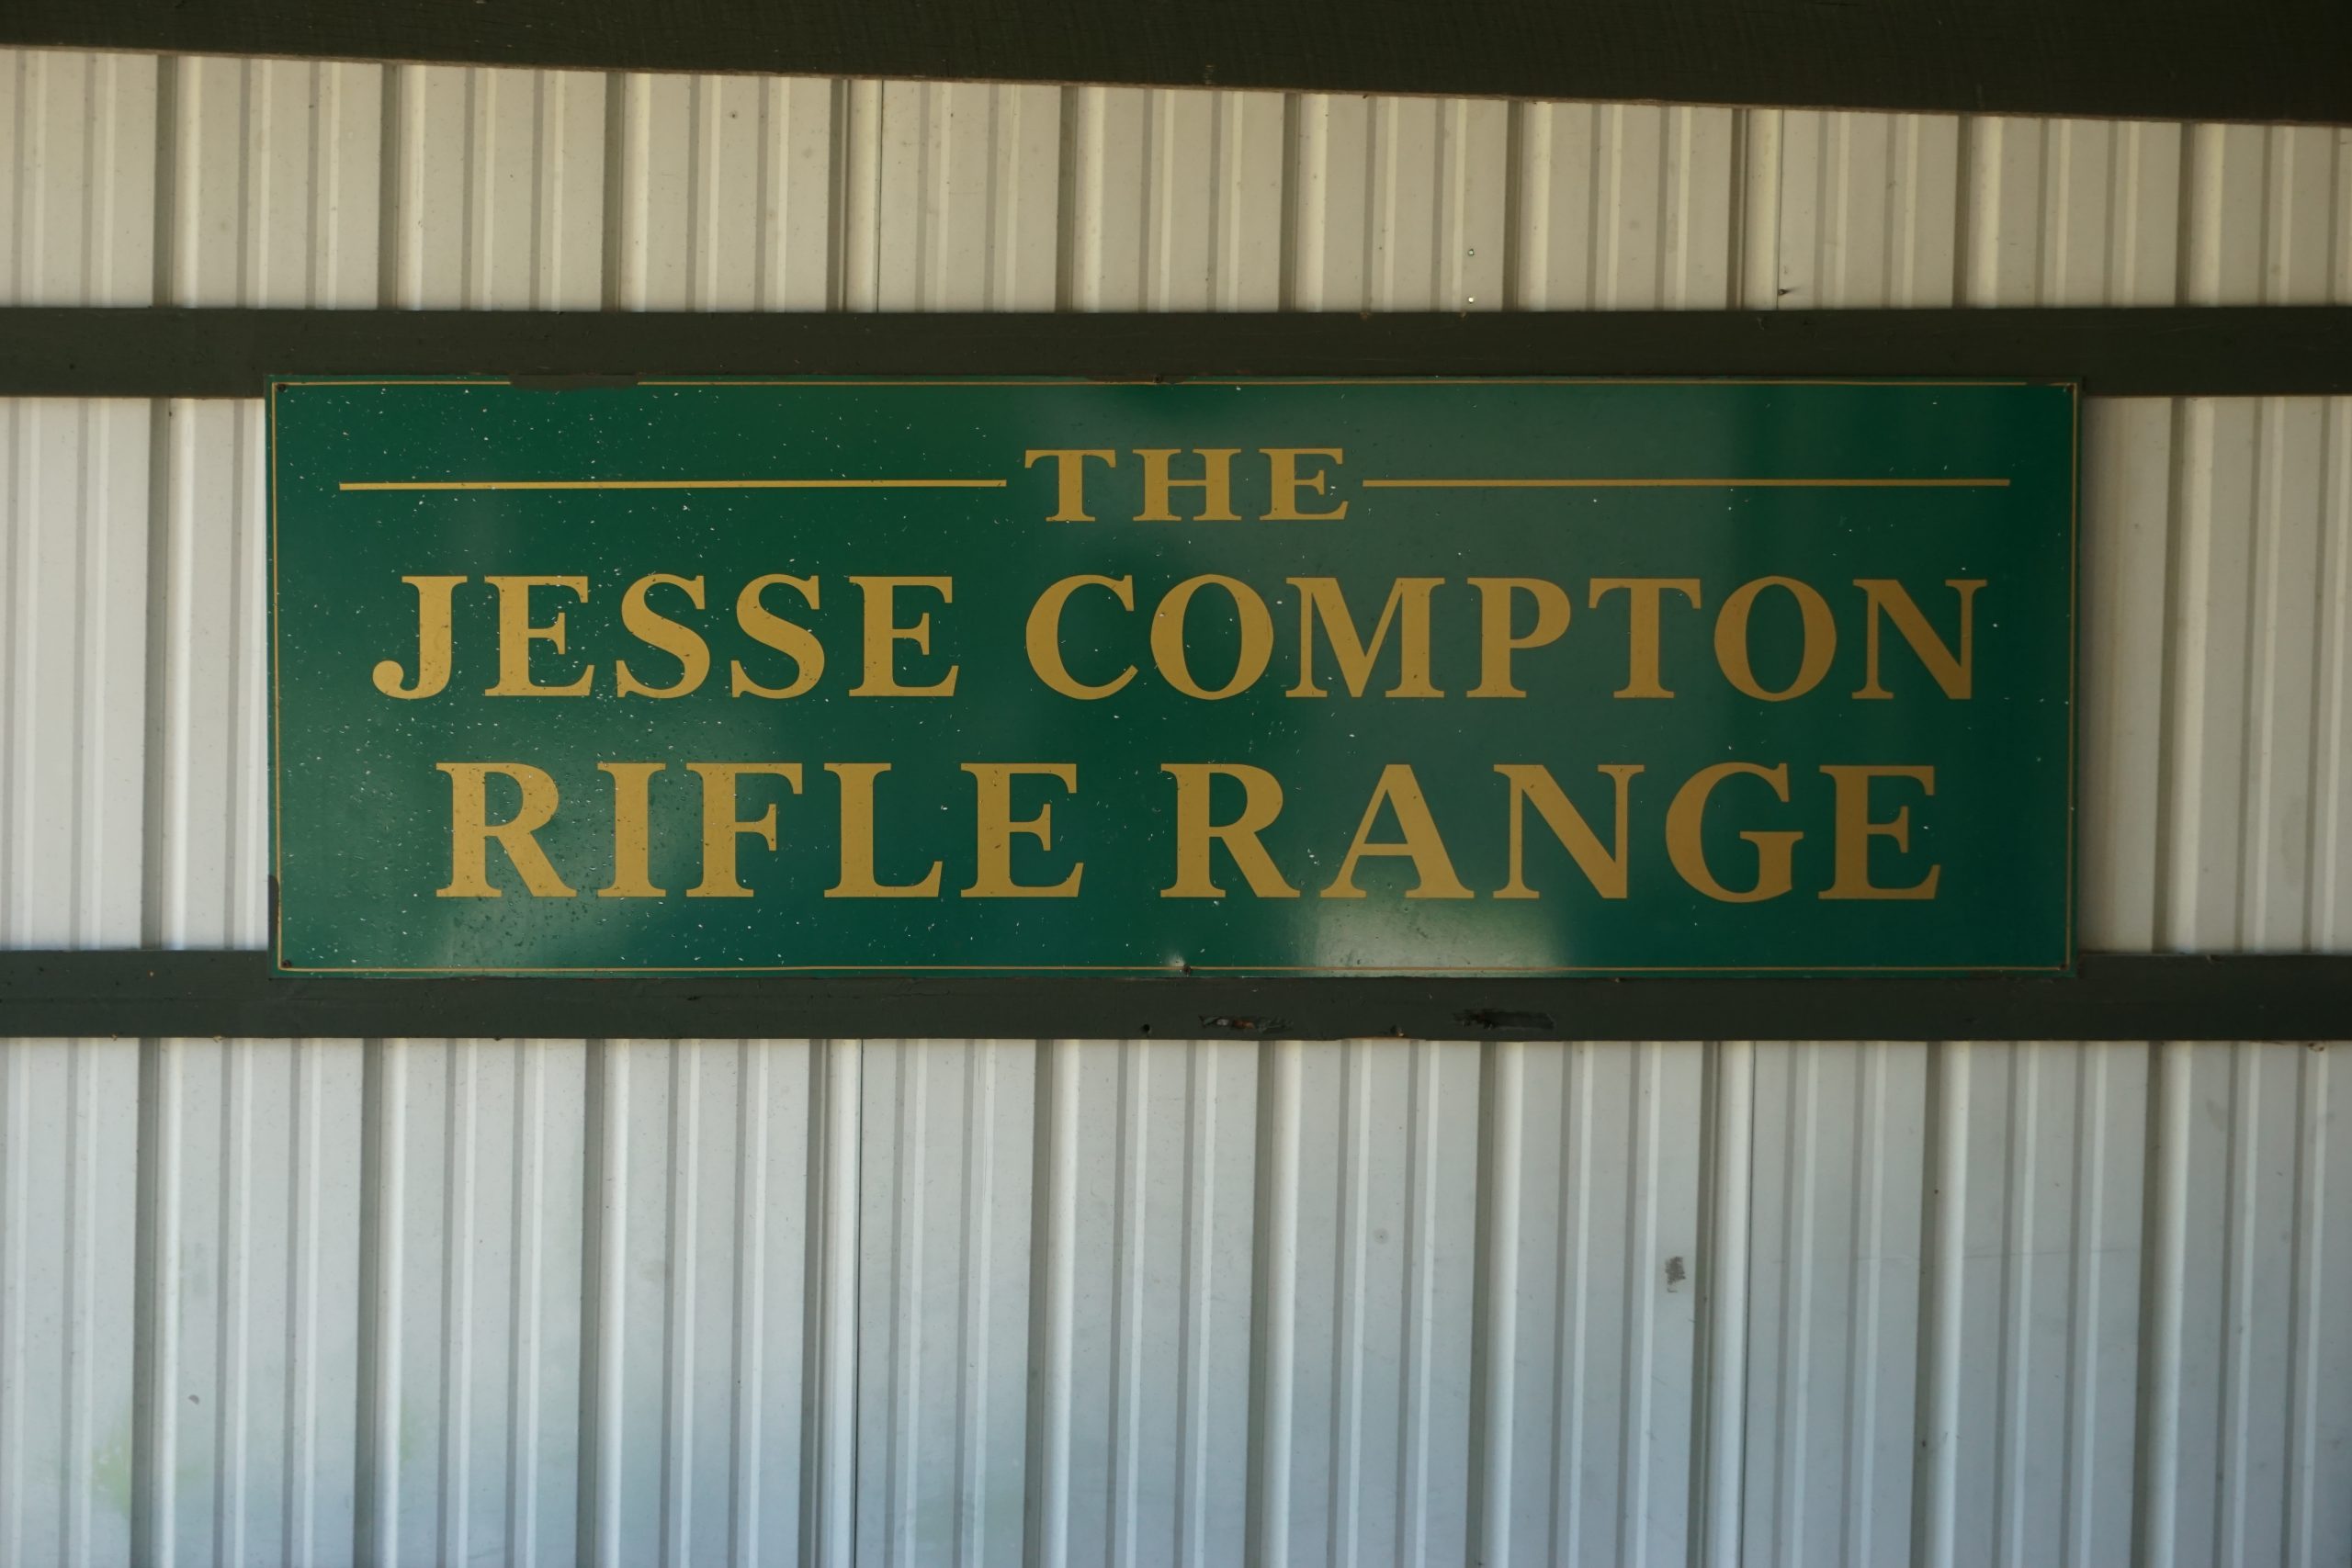 THE
JESSE COMPTON
RIFLE RANGE